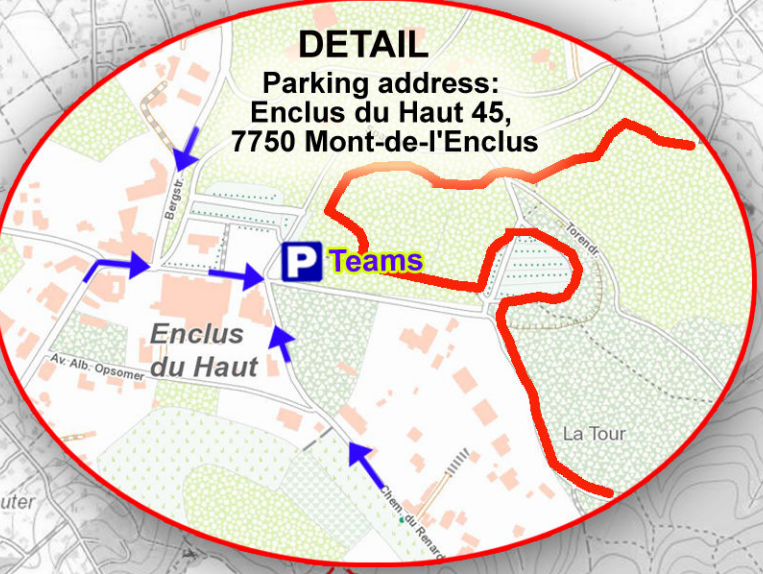 DETAIL
Parking address:
Enclus du Haut 45,
7750 Mont-de-l'Enclus
Bergstr.
Torendr.
P Teams
Enclus
du Haut
Av. Alb. Opsomer
La Tour
Chem. du Renard
uter